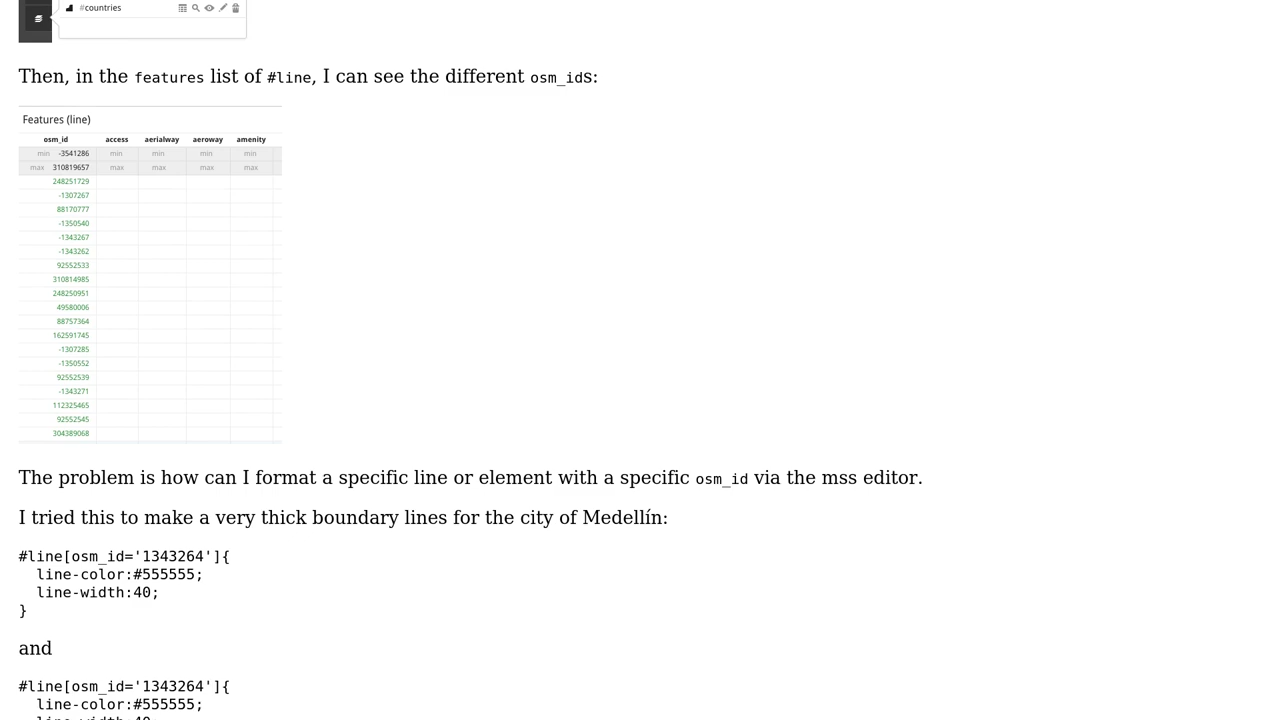 #countries
Then, in the features list of #line, I can see the different osm_ids:
Features (line)
osm_id access aerialway aeroway amenity
min -3541286 min min min min
max 310819657 max max max max
248251729
-1307267
88170777
-1350540
-1343267
-1343262
92552533
310814985
248250951
49580006
88757364
162591745
-1307285
-1350552
92552539
-1343271
112325465
92552545
304389068
The problem is how can I format a specific line or element with a specific osm_id via the mss editor.
I tried this to make a very thick boundary lines for the city of Medellín:
#line[osm_id='1343264']{
line-color:#555555;
line-width:40;
}
and
#line[osm_id='1343264']{
line-color:#555555;